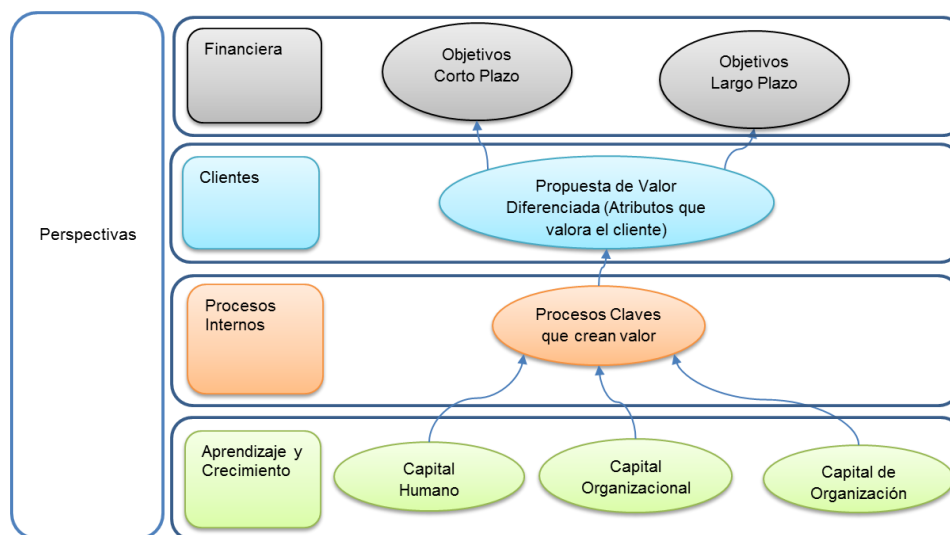 Perspectivas
Financiera
Objetivos
Corto Plazo
Objetivos
Largo Plazo
Clientes
Propuesta de Valor
Diferenciada (Atributos que
valora el cliente)
Procesos
Internos
Procesos Claves
que crean valor
Aprendizaje y
Crecimiento
Capital
Humano
Capital
Organizacional
Capital de
Organización